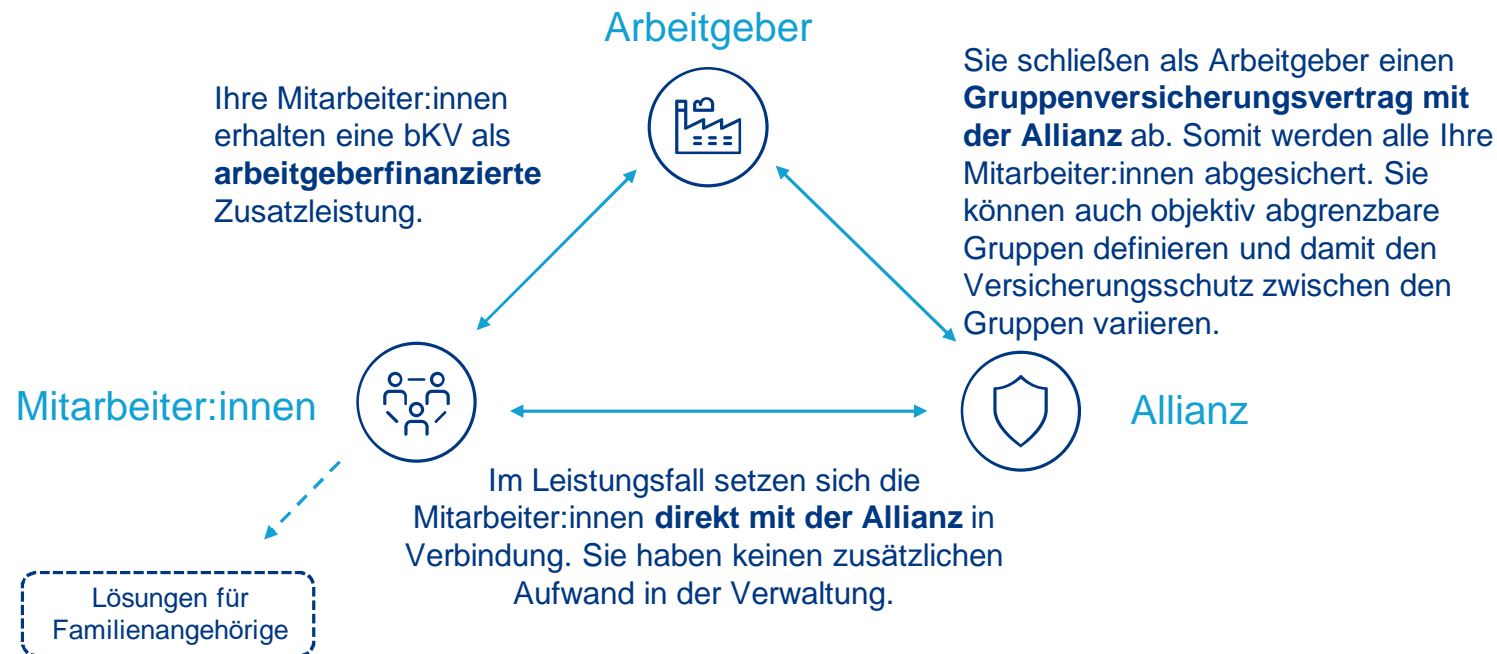 Arbeitgeber
Ihre Mitarbeiter:innen
erhalten eine bKV als
arbeitgeberfinanzierte
Zusatzleistung.
Sie schließen als Arbeitgeber einen
Gruppenversicherungsvertrag mit
der Allianz ab. Somit werden alle Ihre
Mitarbeiter:innen abgesichert. Sie
können auch objektiv abgrenzbare
Gruppen definieren und damit den
Versicherungsschutz zwischen den
Gruppen variieren.
Mitarbeiter:innen
Allianz
Im Leistungsfall setzen sich die
Mitarbeiter:innen direkt mit der Allianz in
Verbindung. Sie haben keinen zusätzlichen
Aufwand in der Verwaltung.
Lösungen für
Familienangehörige